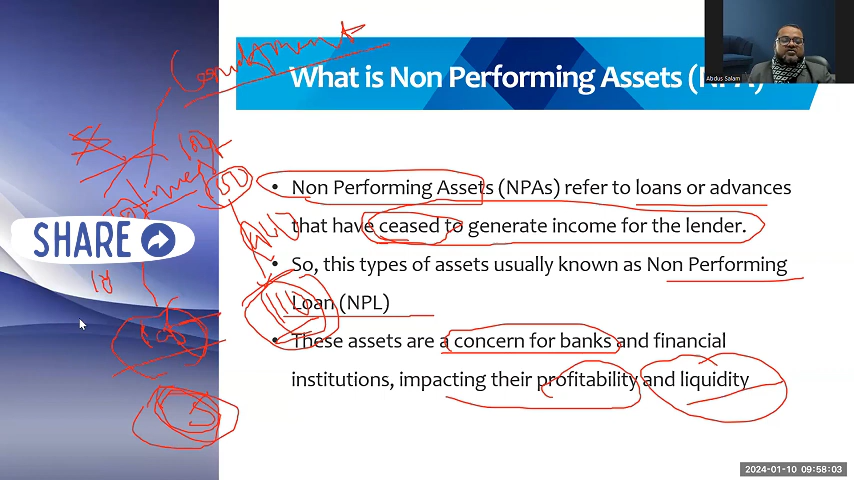 Abdus Salam
What is Non Performing Assets (NPA)
• Non Performing Assets (NPAs) refer to loans or advances
that have ceased to generate income for the lender.
• So, this types of assets usually known as Non Performing
Loan (NPL)
• These assets are a concern for banks and financial
institutions, impacting their profitability and liquidity
SHARE
2024-01-10 09:58:03